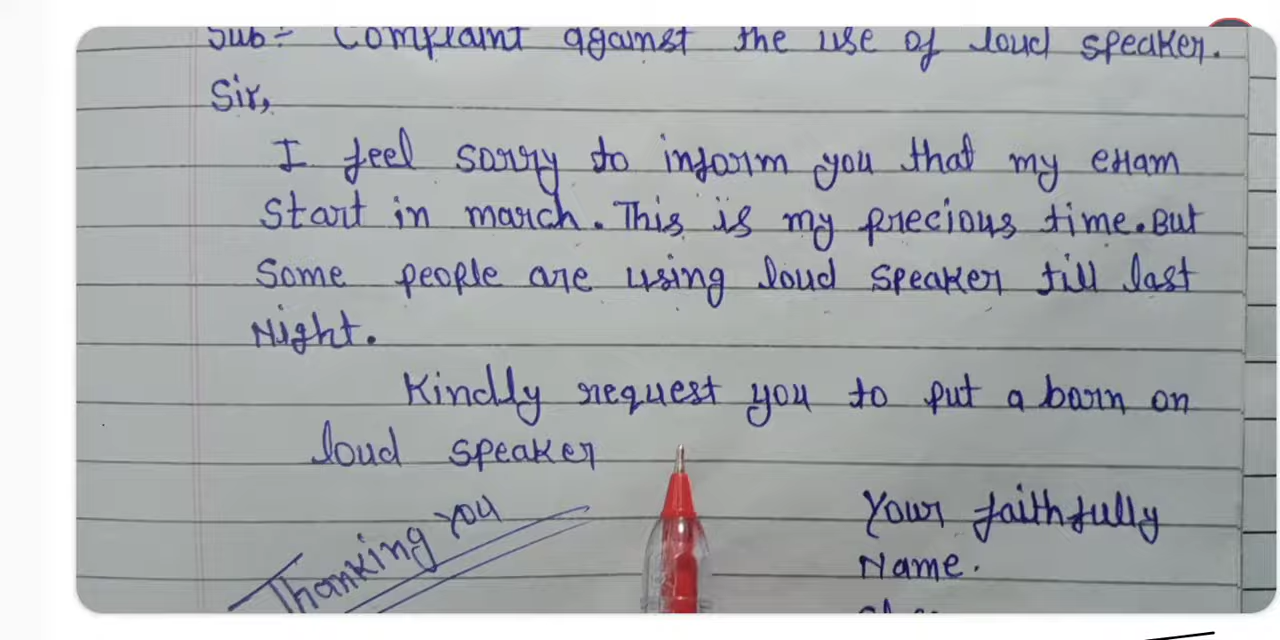 Sub:- Complaint against the use of loud speaker.
Sir,
I feel sorry to inform you that my exam
Start in march. This is my precious time. But
Some people are using loud speaker till last
Night.
Kindly request you to put a barn on
loud speaker
Thanking you
Your faithfully
Name.